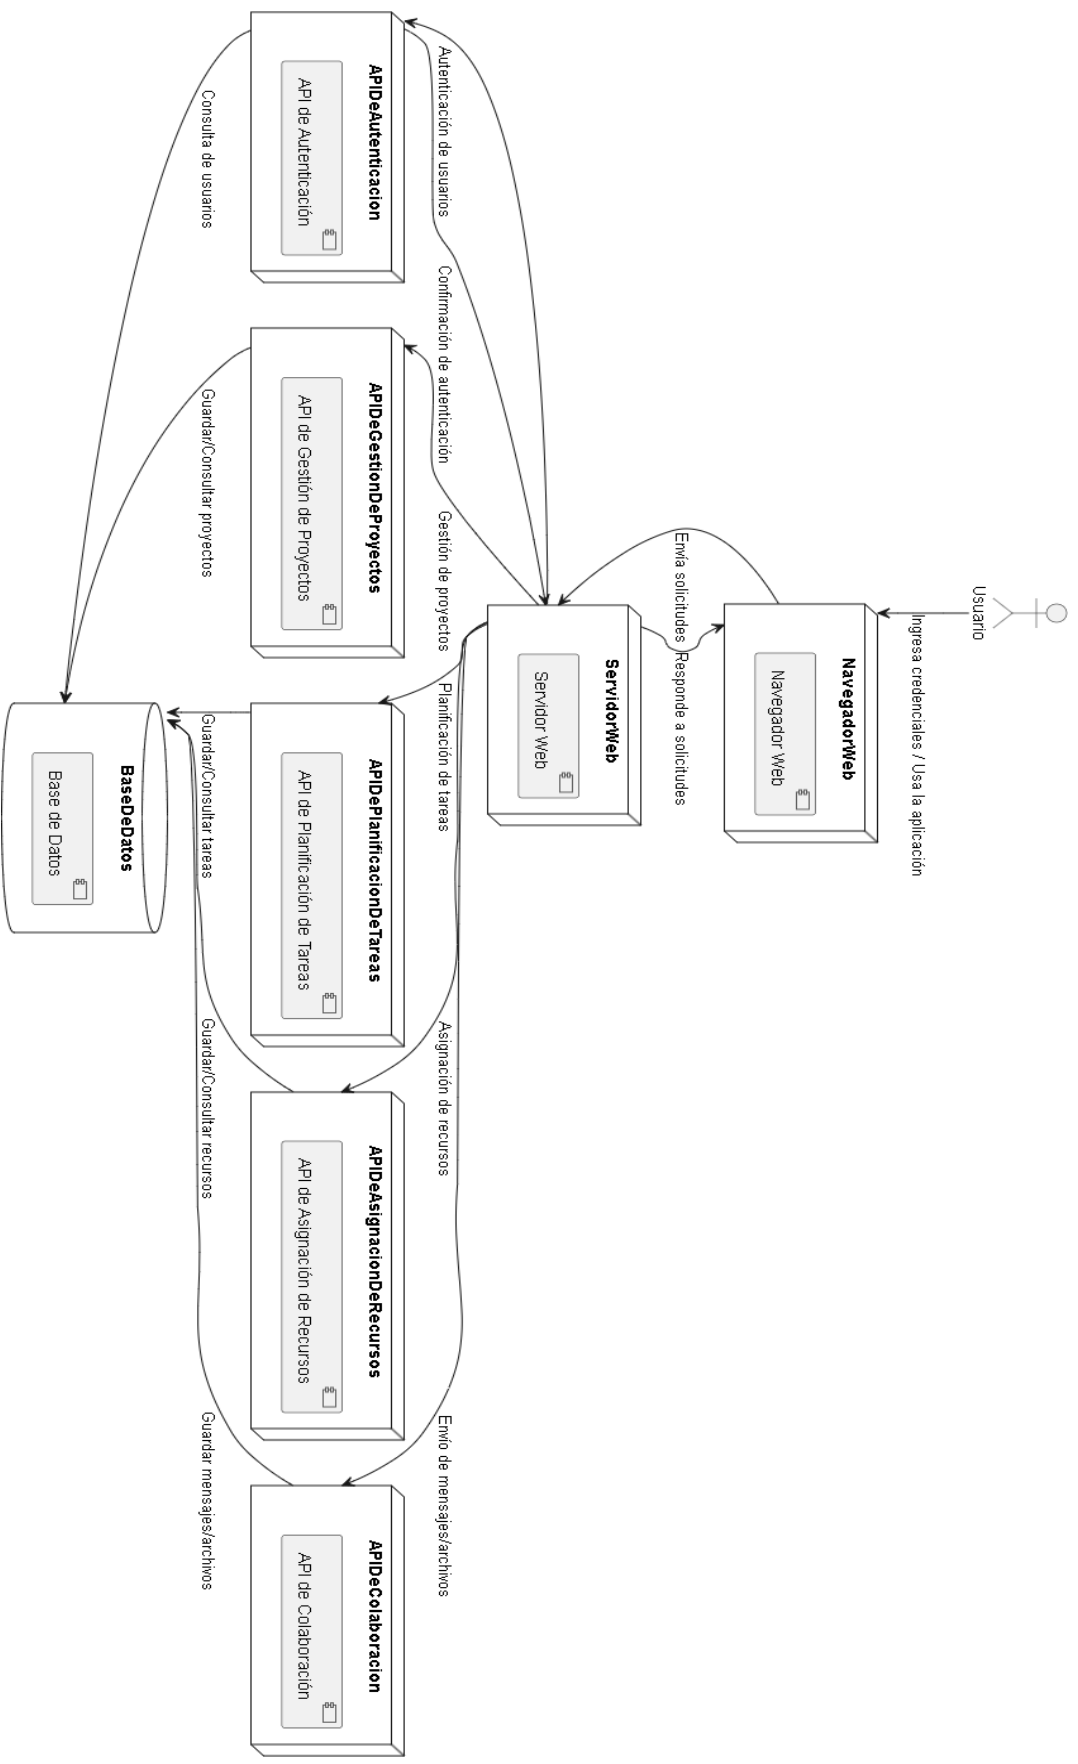 Usuario
Ingresa credenciales / Usa la aplicación
NavegadorWeb
Navegador Web
Envía solicitudes
Responde a solicitudes
ServidorWeb
Servidor Web
Autenticación de usuarios
Confirmación de autenticación
Gestión de proyectos
Planificación de tareas
Asignación de recursos
Envío de mensajes/archivos
APIDeAutenticacion
API de Autenticación
APIDeGestionDeProyectos
API de Gestión de Proyectos
APIDePlanificacionDeTareas
API de Planificación de Tareas
APIDeAsignacionDeRecursos
API de Asignación de Recursos
APIDeColaboracion
API de Colaboración
Consulta de usuarios
Guardar/Consultar proyectos
Guardar/Consultar tareas
Guardar/Consultar recursos
Guardar mensajes/archivos
BaseDeDatos
Base de Datos